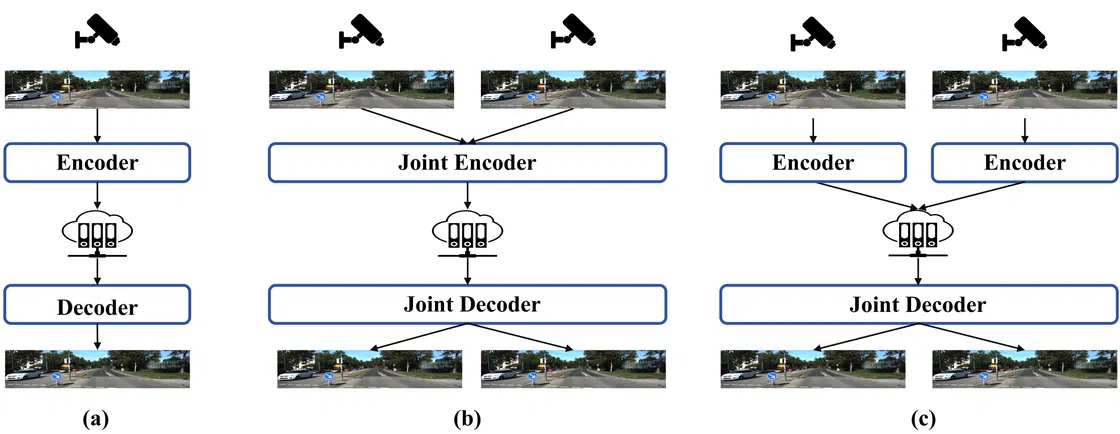 Encoder
Joint Encoder
Encoder
Encoder
Decoder
Joint Decoder
Joint Decoder
(a)
(b)
(c)